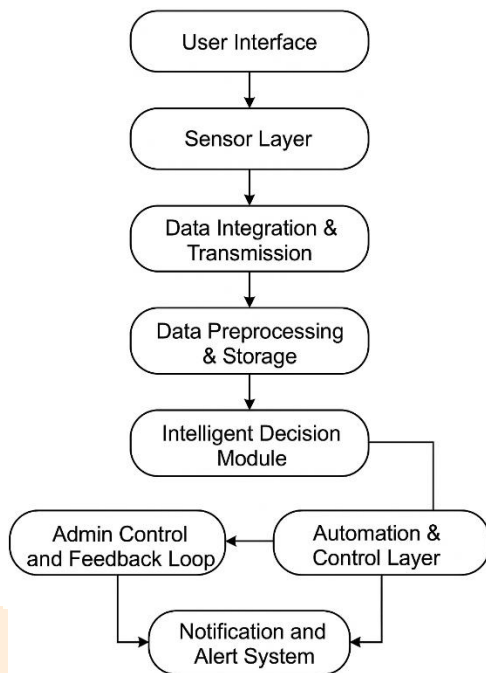 User Interface
Sensor Layer
Data Integration &
Transmission
Data Preprocessing
& Storage
Intelligent Decision
Module
Admin Control
and Feedback Loop
Automation &
Control Layer
Notification and
Alert System